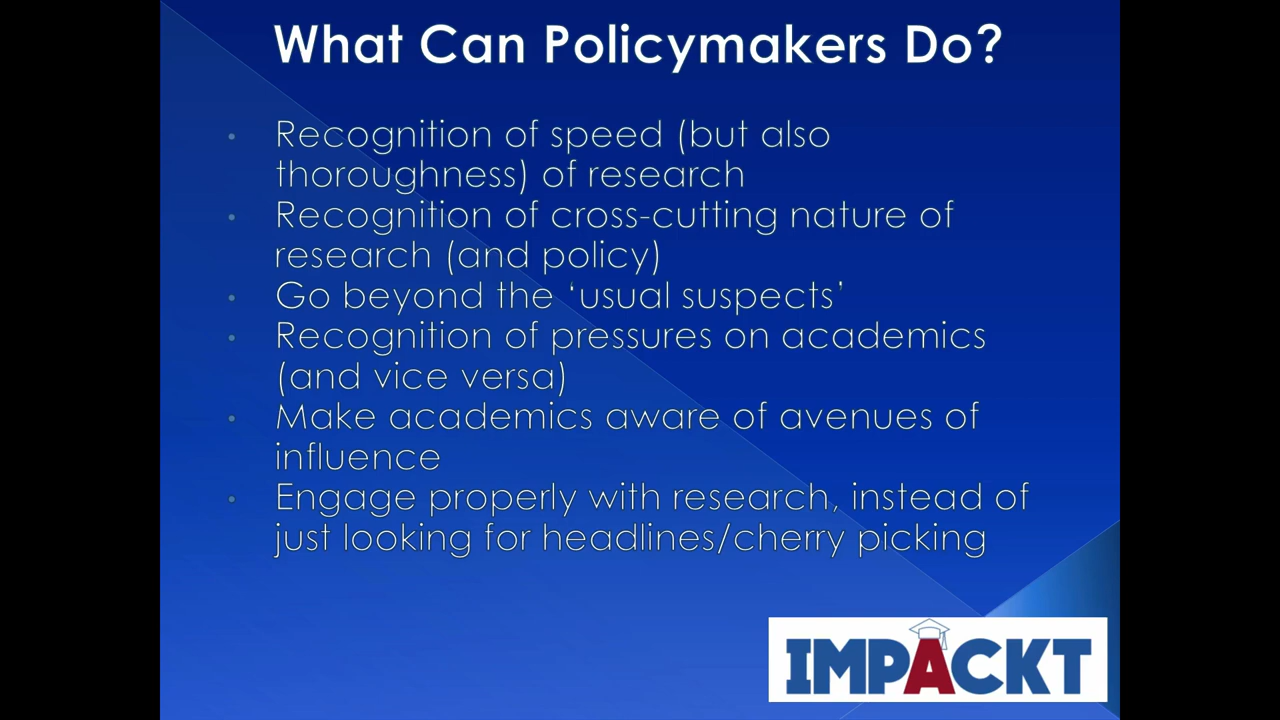 What Can Policymakers Do?
• Recognition of speed (but also
thoroughness) of research
• Recognition of cross-cutting nature of
research (and policy)
• Go beyond the ‘usual suspects’
• Recognition of pressures on academics
(and vice versa)
• Make academics aware of avenues of
influence
• Engage properly with research, instead of
just looking for headlines/cherry picking
IMPACKT